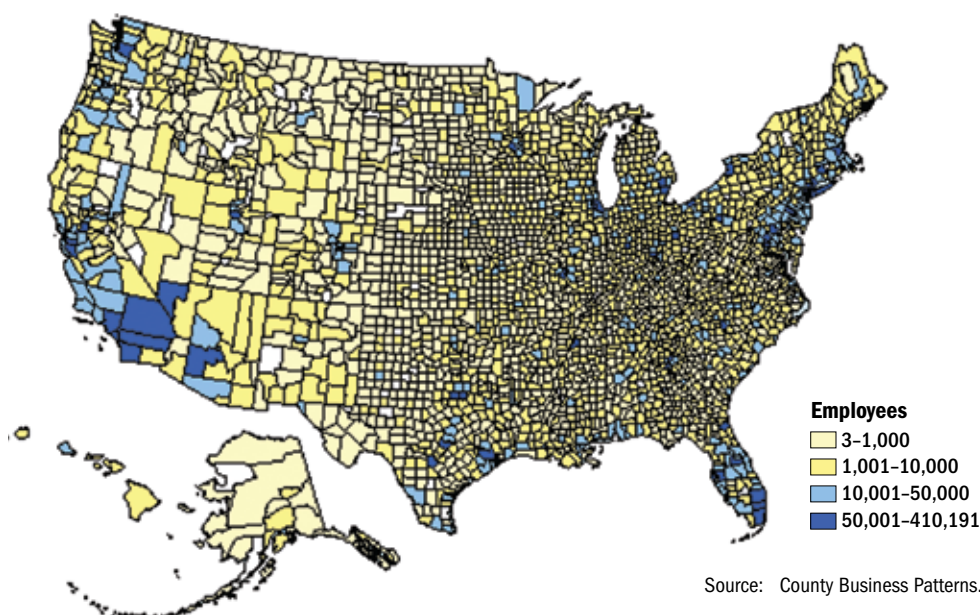 Employees
3–1,000
1,001–10,000
10,001–50,000
50,001–410,191
Source: County Business Patterns.